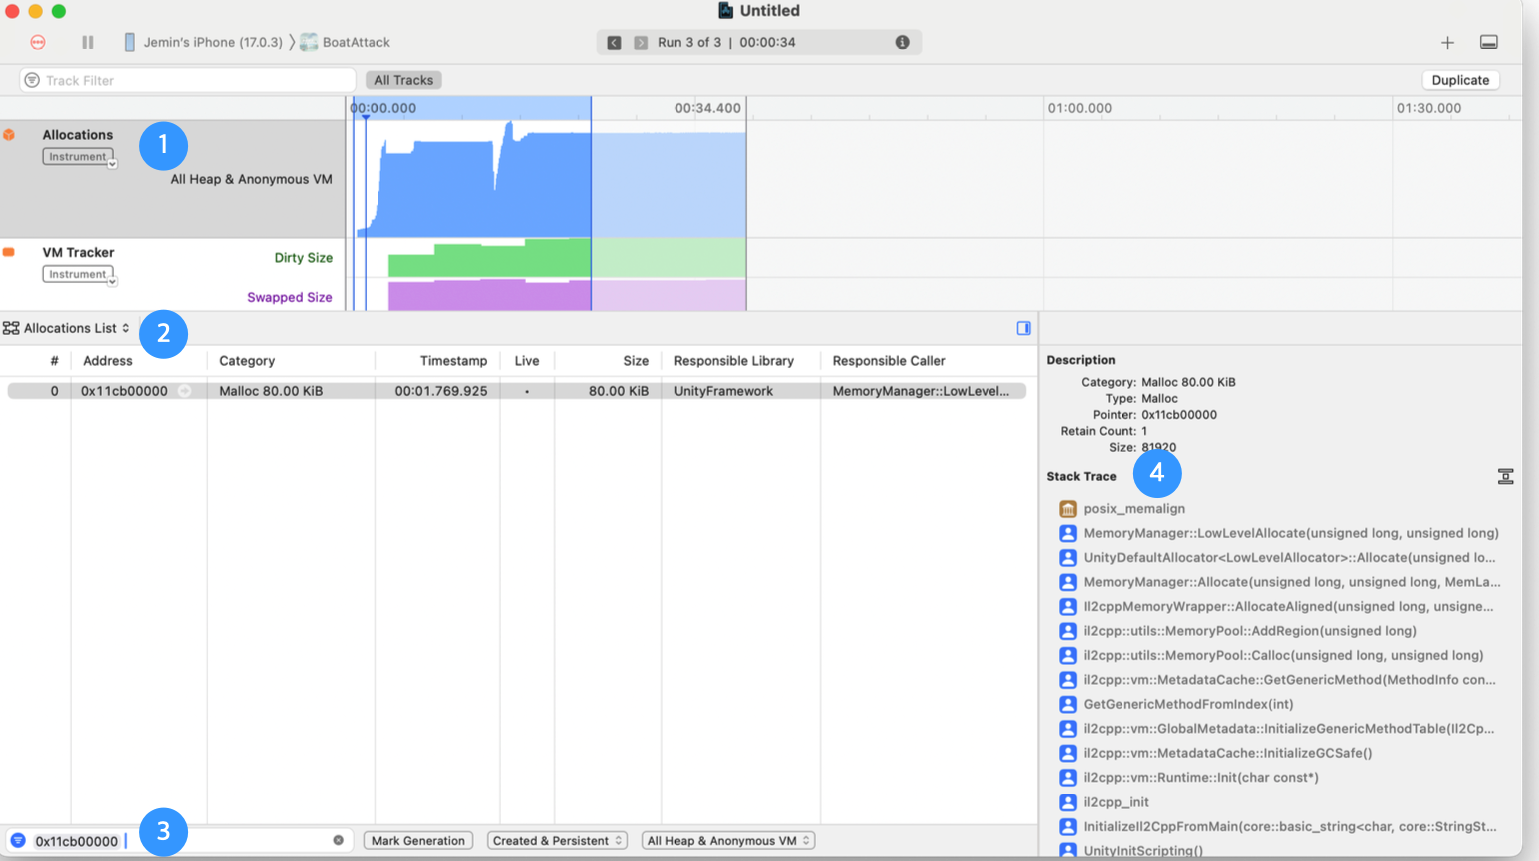 Untitled
Jemin's iPhone (17.0.3) BoatAttack
Run 3 of 3 | 00:00:34
Track Filter
All Tracks
Duplicate
00:00.000 00:34.400 01:00.000 01:30.000
Allocations
1
Instrument
All Heap & Anonymous VM
VM Tracker
Dirty Size
Instrument
Swapped Size
Allocations List
2
# Address Category Timestamp Live Size Responsible Library Responsible Caller
0 0x11cb00000 Malloc 80.00 KiB 00:01.769.925 • 80.00 KiB UnityFramework MemoryManager::LowLevel...
Description
Category: Malloc 80.00 KiB
Type: Malloc
Pointer: 0x11cb00000
Retain Count: 1
Size: 81920
Stack Trace
4
posix_memalign
MemoryManager::LowLevelAllocate(unsigned long, unsigned long)
UnityDefaultAllocator<LowLevelAllocator>::Allocate(unsigned lo...
MemoryManager::Allocate(unsigned long, unsigned long, MemLa...
Il2cppMemoryWrapper::AllocateAligned(unsigned long, unsigne...
il2cpp::utils::MemoryPool::AddRegion(unsigned long)
il2cpp::utils::MemoryPool::Calloc(unsigned long, unsigned long)
il2cpp::vm::MetadataCache::GetGenericMethod(MethodInfo con...
GetGenericMethodFromIndex(int)
il2cpp::vm::GlobalMetadata::InitializeGenericMethodTable(Il2Cp...
il2cpp::vm::MetadataCache::InitializeGCSafe()
il2cpp::vm::Runtime::Init(char const*)
il2cpp_init
InitializeIl2CppFromMain(core::basic_string<char, core::StringSt...
UnityInitScripting()
0x11cb00000
3
Mark Generation
Created & Persistent
All Heap & Anonymous VM